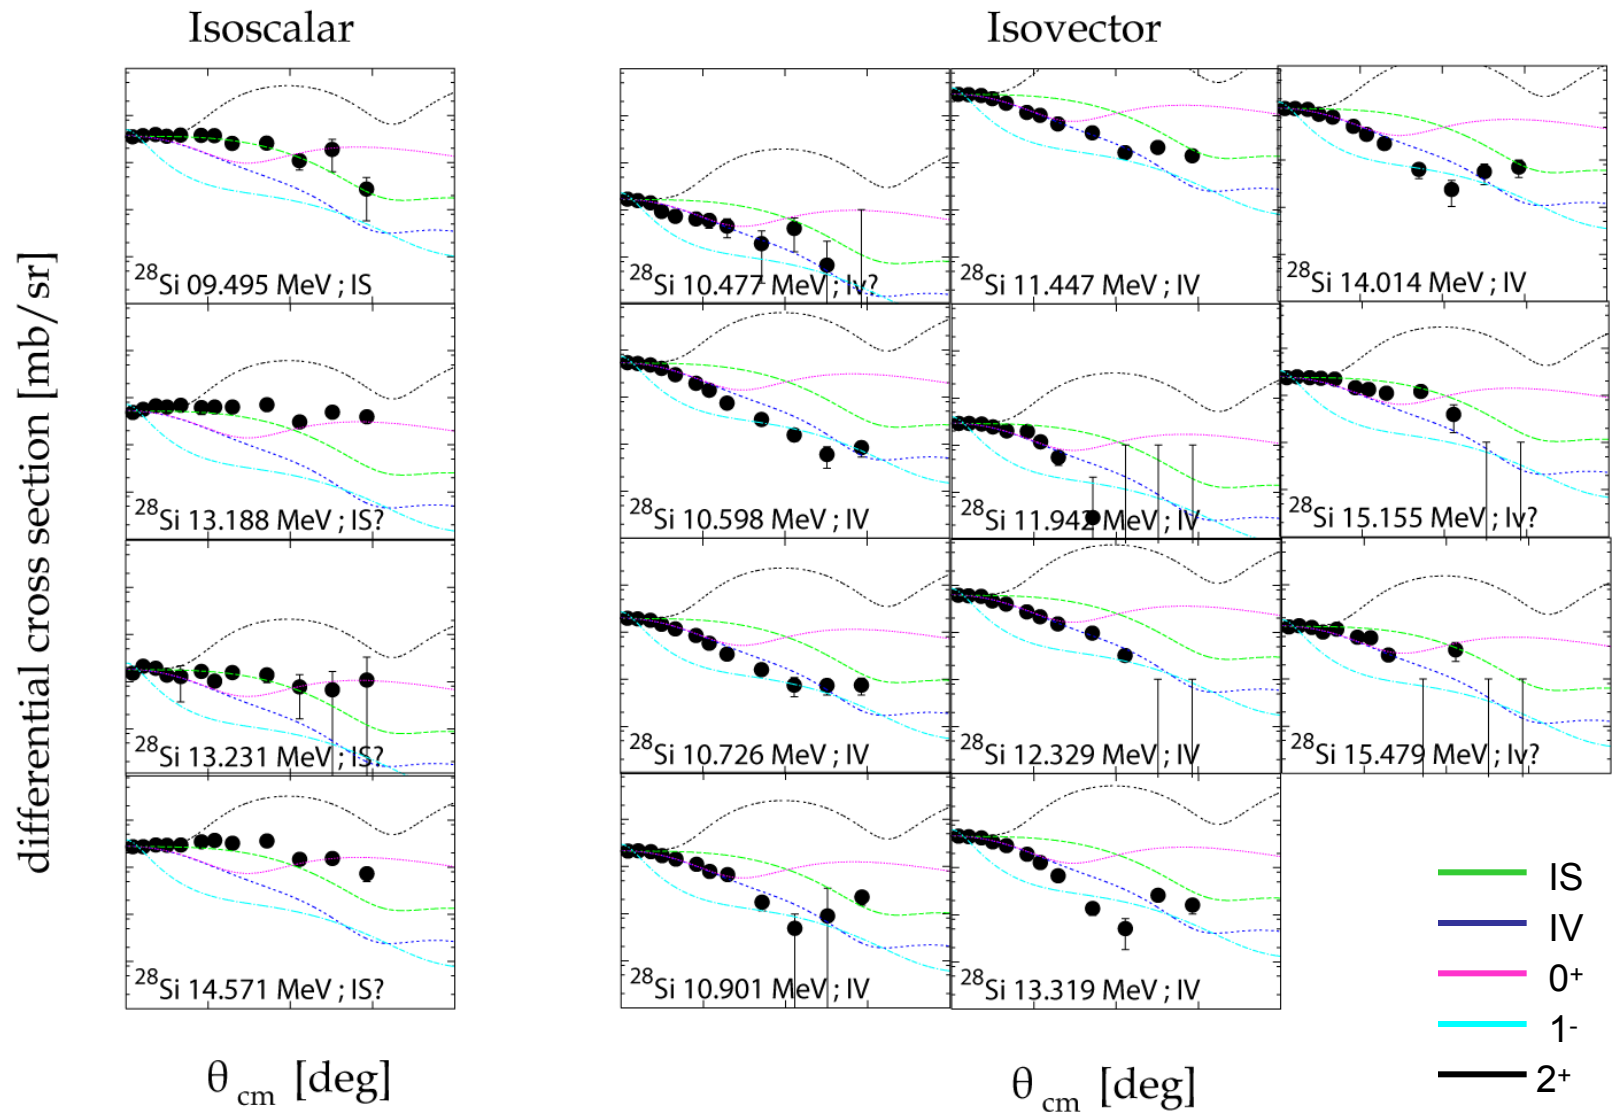 Isoscalar
Isovector
differential cross section [mb/sr]
28Si 09.495 MeV ; IS
28Si 13.188 MeV ; IS?
28Si 13.231 MeV ; IS?
28Si 14.571 MeV ; IS?
28Si 10.477 MeV ; Iv?
28Si 11.447 MeV ; IV
28Si 14.014 MeV ; IV
28Si 10.598 MeV ; IV
28Si 11.942 MeV ; IV
28Si 15.155 MeV ; Iv?
28Si 10.726 MeV ; IV
28Si 12.329 MeV ; IV
28Si 15.479 MeV ; Iv?
28Si 10.901 MeV ; IV
28Si 13.319 MeV ; IV
IS
IV
0+
1-
2+
θcm [deg]
θcm [deg]